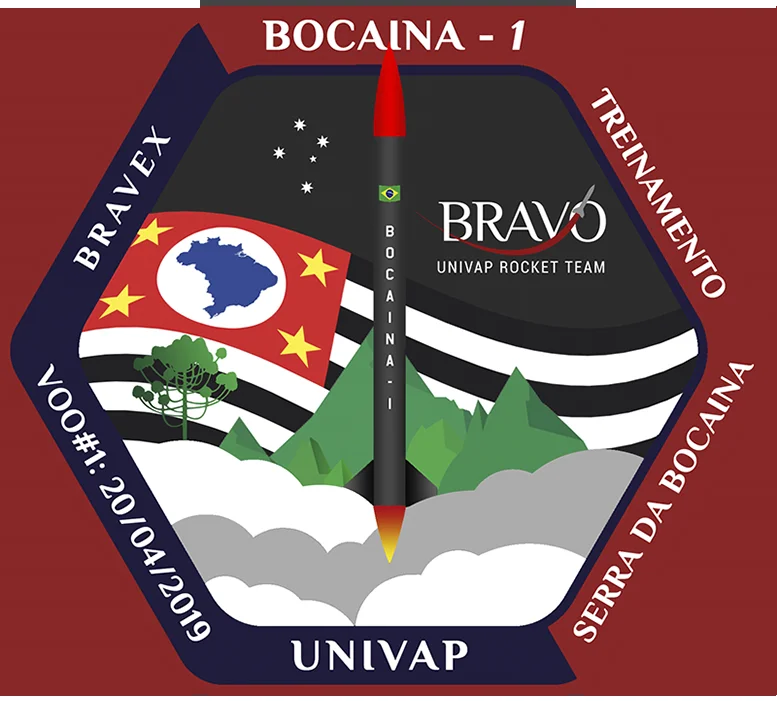 BOCAINA - 1
BRAVEX
TREINAMENTO
BRAVO
UNIVAP ROCKET TEAM
BOCAINA-I
VOO#1: 20/04/2019
SERRA DA BOCAINA
UNIVAP